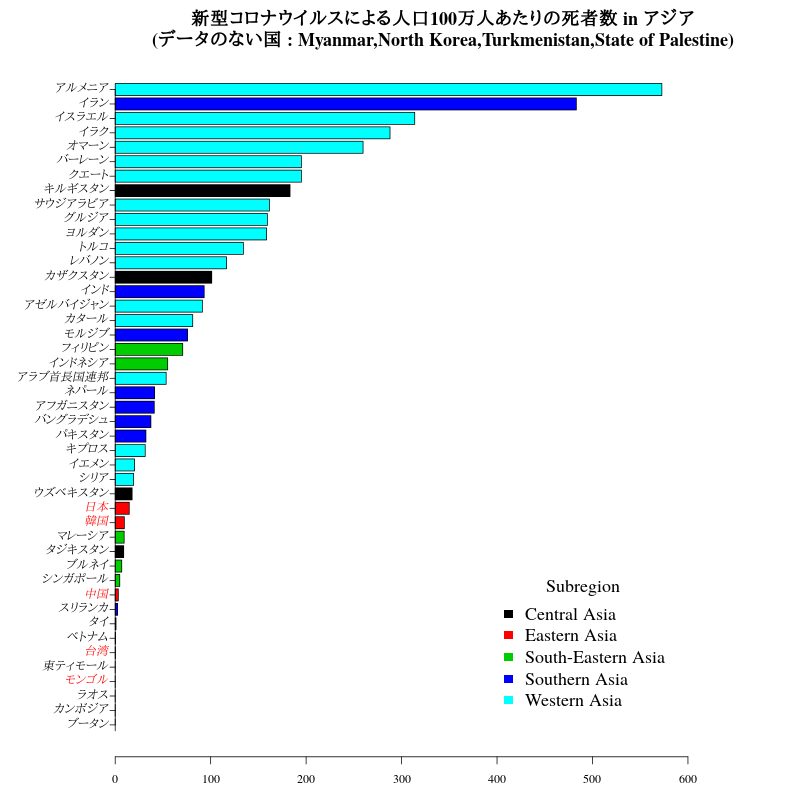 新型コロナウイルスによる人口100万人あたりの死者数 in アジア
(データのない国 : Myanmar,North Korea,Turkmenistan,State of Palestine)
アルメニア
イラン
イスラエル
イラク
オマーン
バーレーン
クエート
キルギスタン
サウジアラビア
グルジア
ヨルダン
トルコ
レバノン
カザクスタン
インド
アゼルバイジャン
カタール
モルジブ
フィリピン
インドネシア
アラブ首長国連邦
ネパール
アフガニスタン
バングラデシュ
パキスタン
キプロス
イエメン
シリア
ウズベキスタン
日本
韓国
マレーシア
タジキスタン
ブルネイ
シンガポール
中国
スリランカ
タイ
ベトナム
台湾
東ティモール
モンゴル
ラオス
カンボジア
ブータン
Subregion
Central Asia
Eastern Asia
South-Eastern Asia
Southern Asia
Western Asia
0 100 200 300 400 500 600